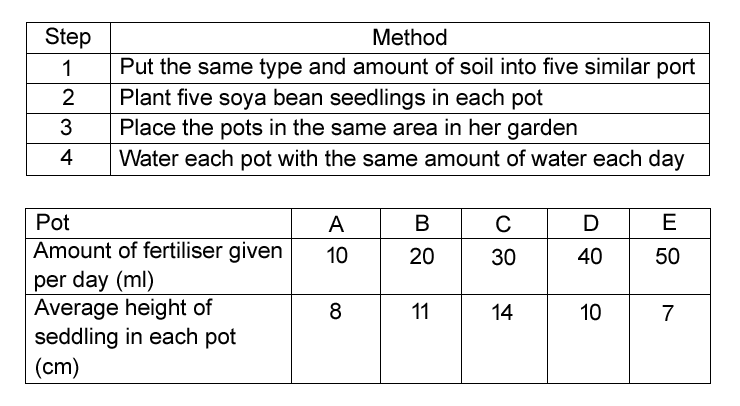 Step Method
1 Put the same type and amount of soil into five similar port
2 Plant five soya bean seedlings in each pot
3 Place the pots in the same area in her garden
4 Water each pot with the same amount of water each day
Pot A B C D E
Amount of fertiliser given
per day (ml) 10 20 30 40 50
Average height of
seddling in each pot
(cm) 8 11 14 10 7